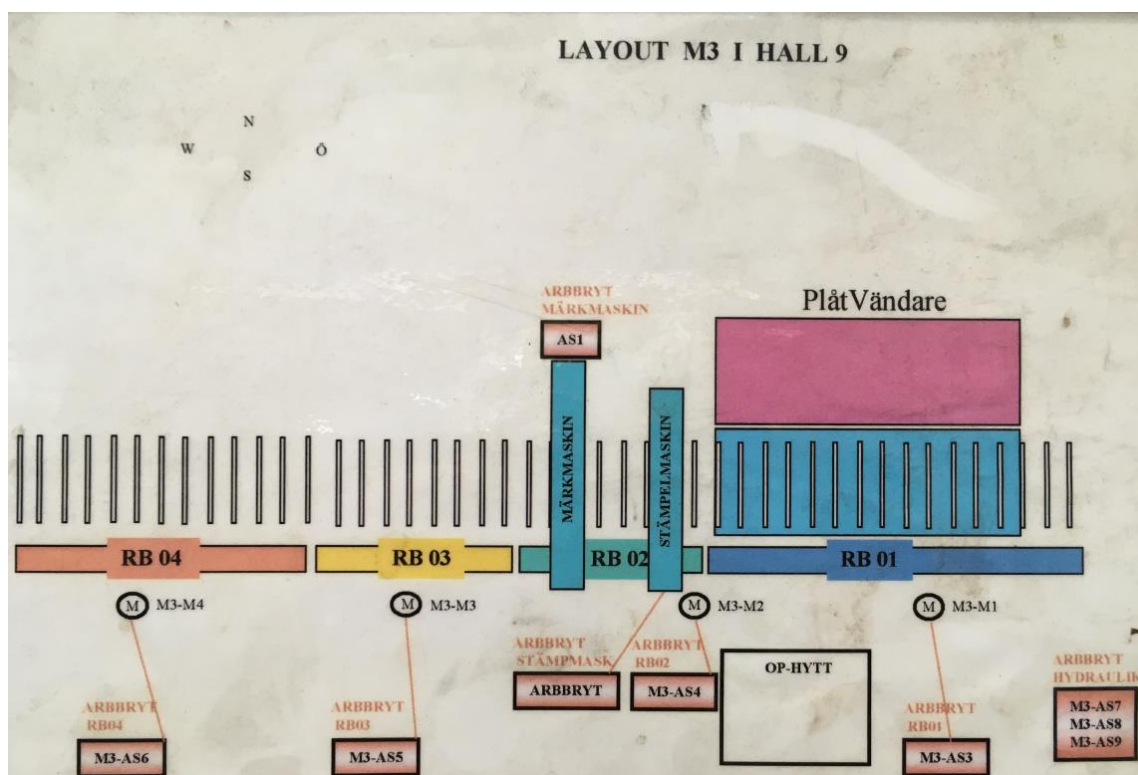 LAYOUT M3 I HALL 9
N
W
Ö
S
ARBBRYT
MÄRKMASKIN
AS1
PlåtVändare
MÄRKMASKIN
STÄMPELMASKIN
RB 04
RB 03
RB 02
RB 01
M
M3-M4
M
M3-M3
M
M3-M2
M
M3-M1
ARBBRYT
STÄMPMASK
ARBBRYT
ARBBRYT
RB02
M3-AS4
OP-HYTT
ARBBRYT
HYDRAULIK
M3-AS7
M3-AS8
M3-AS9
ARBBRYT
RB04
M3-AS6
ARBBRYT
RB03
M3-AS5
ARBBRYT
RB01
M3-AS3